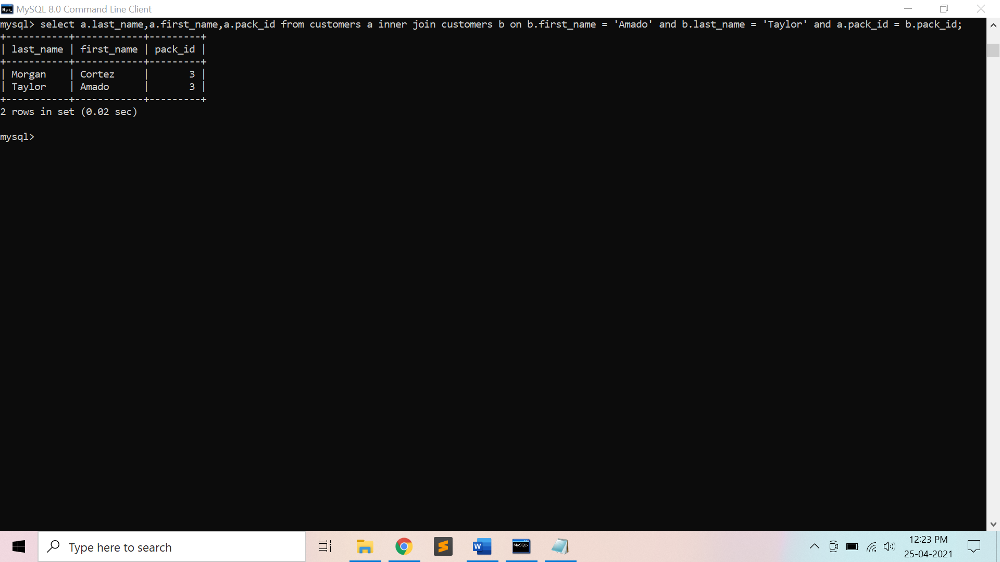 MySQL 8.0 Command Line Client
mysql> select a.last_name,a.first_name,a.pack_id from customers a inner join customers b on b.first_name = 'Amado' and b.last_name = 'Taylor' and a.pack_id = b.pack_id;
+-----------+------------+---------+
| last_name | first_name | pack_id |
+-----------+------------+---------+
| Morgan    | Cortez     |       3 |
| Taylor    | Amado      |       3 |
+-----------+------------+---------+
2 rows in set (0.02 sec)
mysql>
Type here to search
12:23 PM
25-04-2021